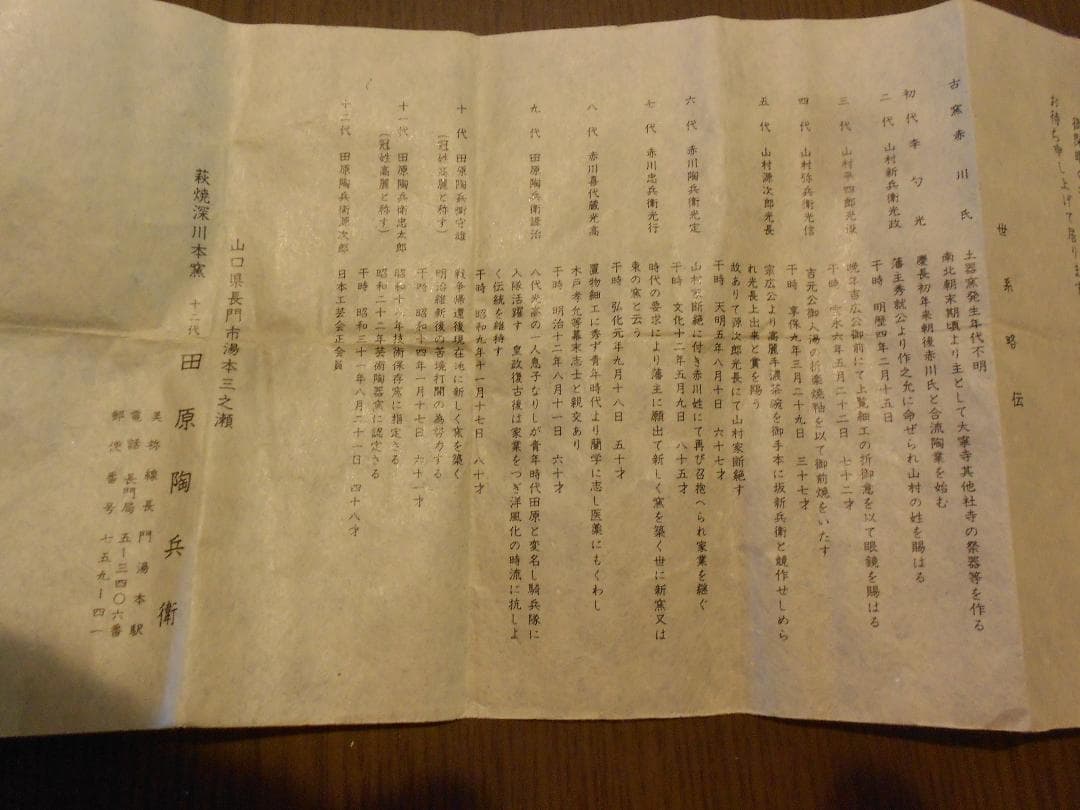 お待ち申し上げて居ります
世系略伝
古窯赤川氏
土器窯発生年代不明
南北朝末期頃より主として大寧寺其他社寺の祭器等を作る
初代 李勺光
慶長初年来朝後赤川氏と合流陶業を始む
二代 山村新兵衛光政
藩主秀就公より作之允に命ぜられ山村の姓を賜はる
于時 明歴四年二月十五日
三代 山村平四郎光俊
晩年吉広公御前にて上覧細工の折御意を以て眼鏡を賜はる
于時 宝永六年五月二十二日 七十二才
四代 山村弥兵衛光信
吉元公御入湯の折楽焼釉を以て御前焼をいたす
于時 享保九年三月二十九日 三十七才
五代 山村源次郎光長
宗広公より高麗手濃茶碗を御手本に坂新兵衛と競作せしめら
れ光長上出来と賞を賜う
故ありて源次郎光長にて山村家断絶す
于時 天明五年八月十日 六十七才
六代 赤川陶兵衛光定
山村家断絶に付き赤川姓にて再び召抱へられ家業を継ぐ
于時 文化十二年五月九日 八十五才
七代 赤川忠兵衛光行
時代の要求により藩主に願出て新しく窯を築く世に新窯又は
東の窯と云う
于時 弘化元年九月十八日 五十才
八代 赤川喜代蔵光高
置物細工に秀ず青年時代より蘭学に志し医薬にもくわし
木戸孝允等幕末志士と親交あり
于時 明治十二年八月十一日 六十才
九代 田原陶兵衛謙治
八代光高の一人息子なりしが青年時代田原と変名し騎兵隊に
入隊活躍す 皇政復古後は家業をつぎ洋風化の時流に抗しよ
く伝統を維持す
于時 昭和九年十一月十七日 八十才
十代 田原陶兵衛守雄
(冠姓高麗と称す)
戦争帰還後現在地に新しく窯を築く
明治維新後の苦境打開の為努力する
于時 昭和十四年一月十七日 六十一才
十一代 田原陶兵衛忠太郎
(冠姓高麗と称す)
昭和十八年技術保存窯に指定さる
昭和二十二年芸術陶器窯に認定さる
于時 昭和三十一年八月二十一日 四十八才
十二代 田原陶兵衛源次郎
日本工芸会正会員
山口県長門市湯本三之瀬
萩焼深川本窯 十二代 田原陶兵衛
美祢線長門湯本駅
電話長門局五―三四〇六番
郵便番号七五九―四一